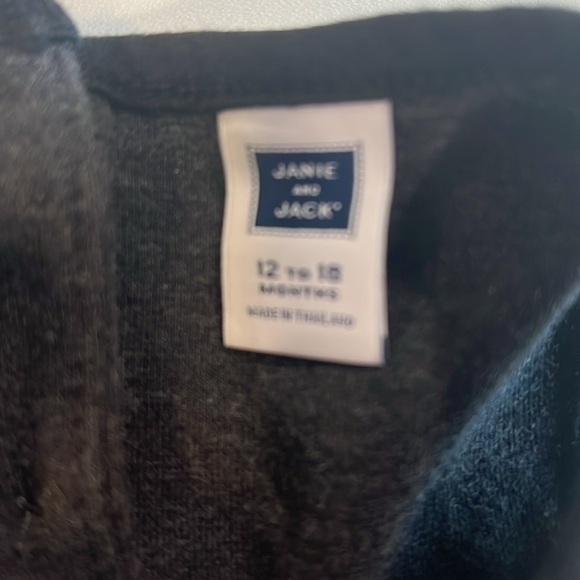 JANIE
AND
JACK®
12 TO 18
MONTHS
MADE IN THAILAND